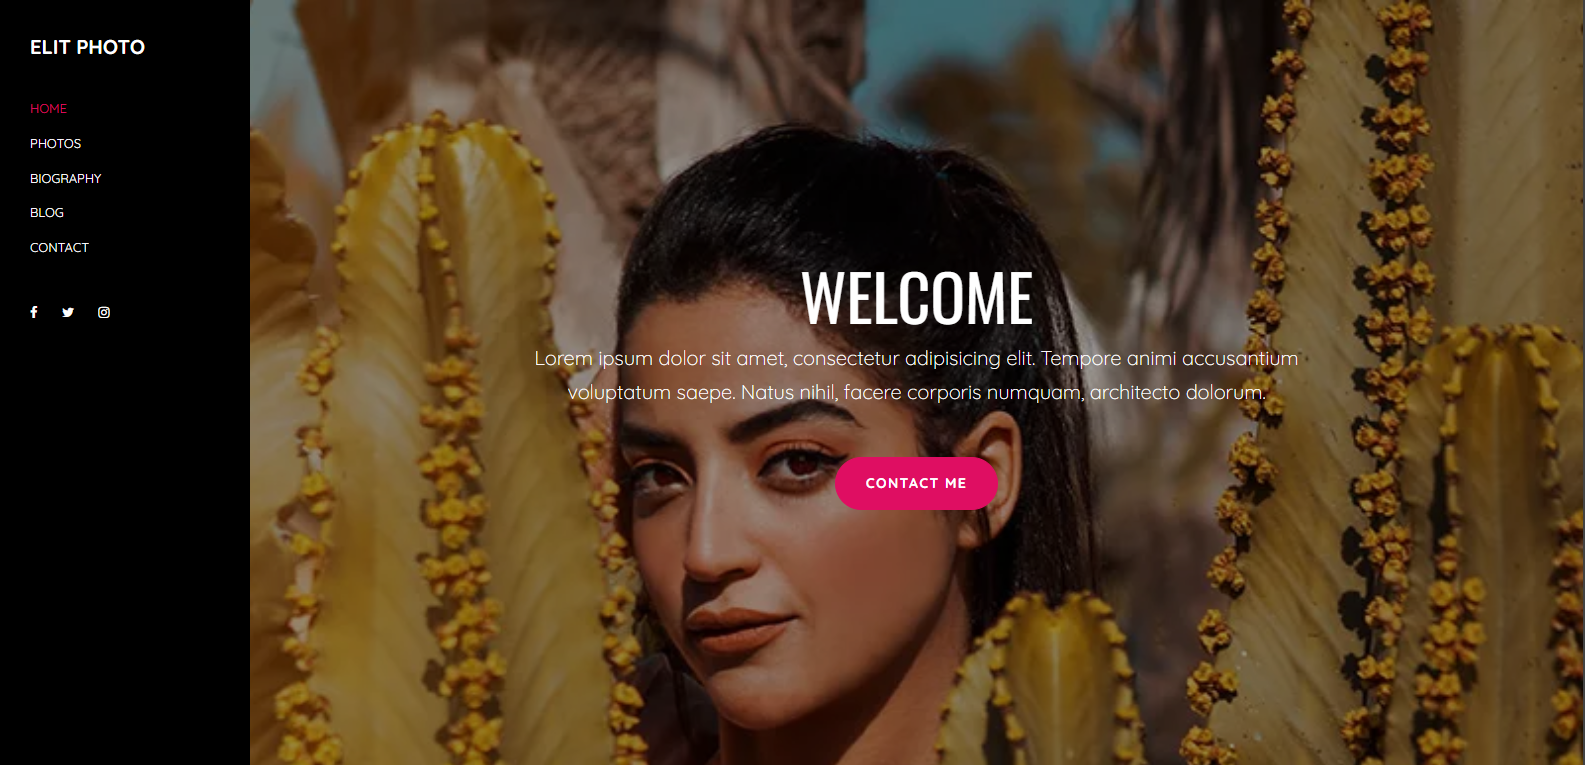 ELIT PHOTO
HOME
PHOTOS
BIOGRAPHY
BLOG
CONTACT
WELCOME
Lorem ipsum dolor sit amet, consectetur adipisicing elit. Tempore animi accusantium
voluptatum saepe. Natus nihil, facere corporis numquam, architecto dolorum.
CONTACT ME